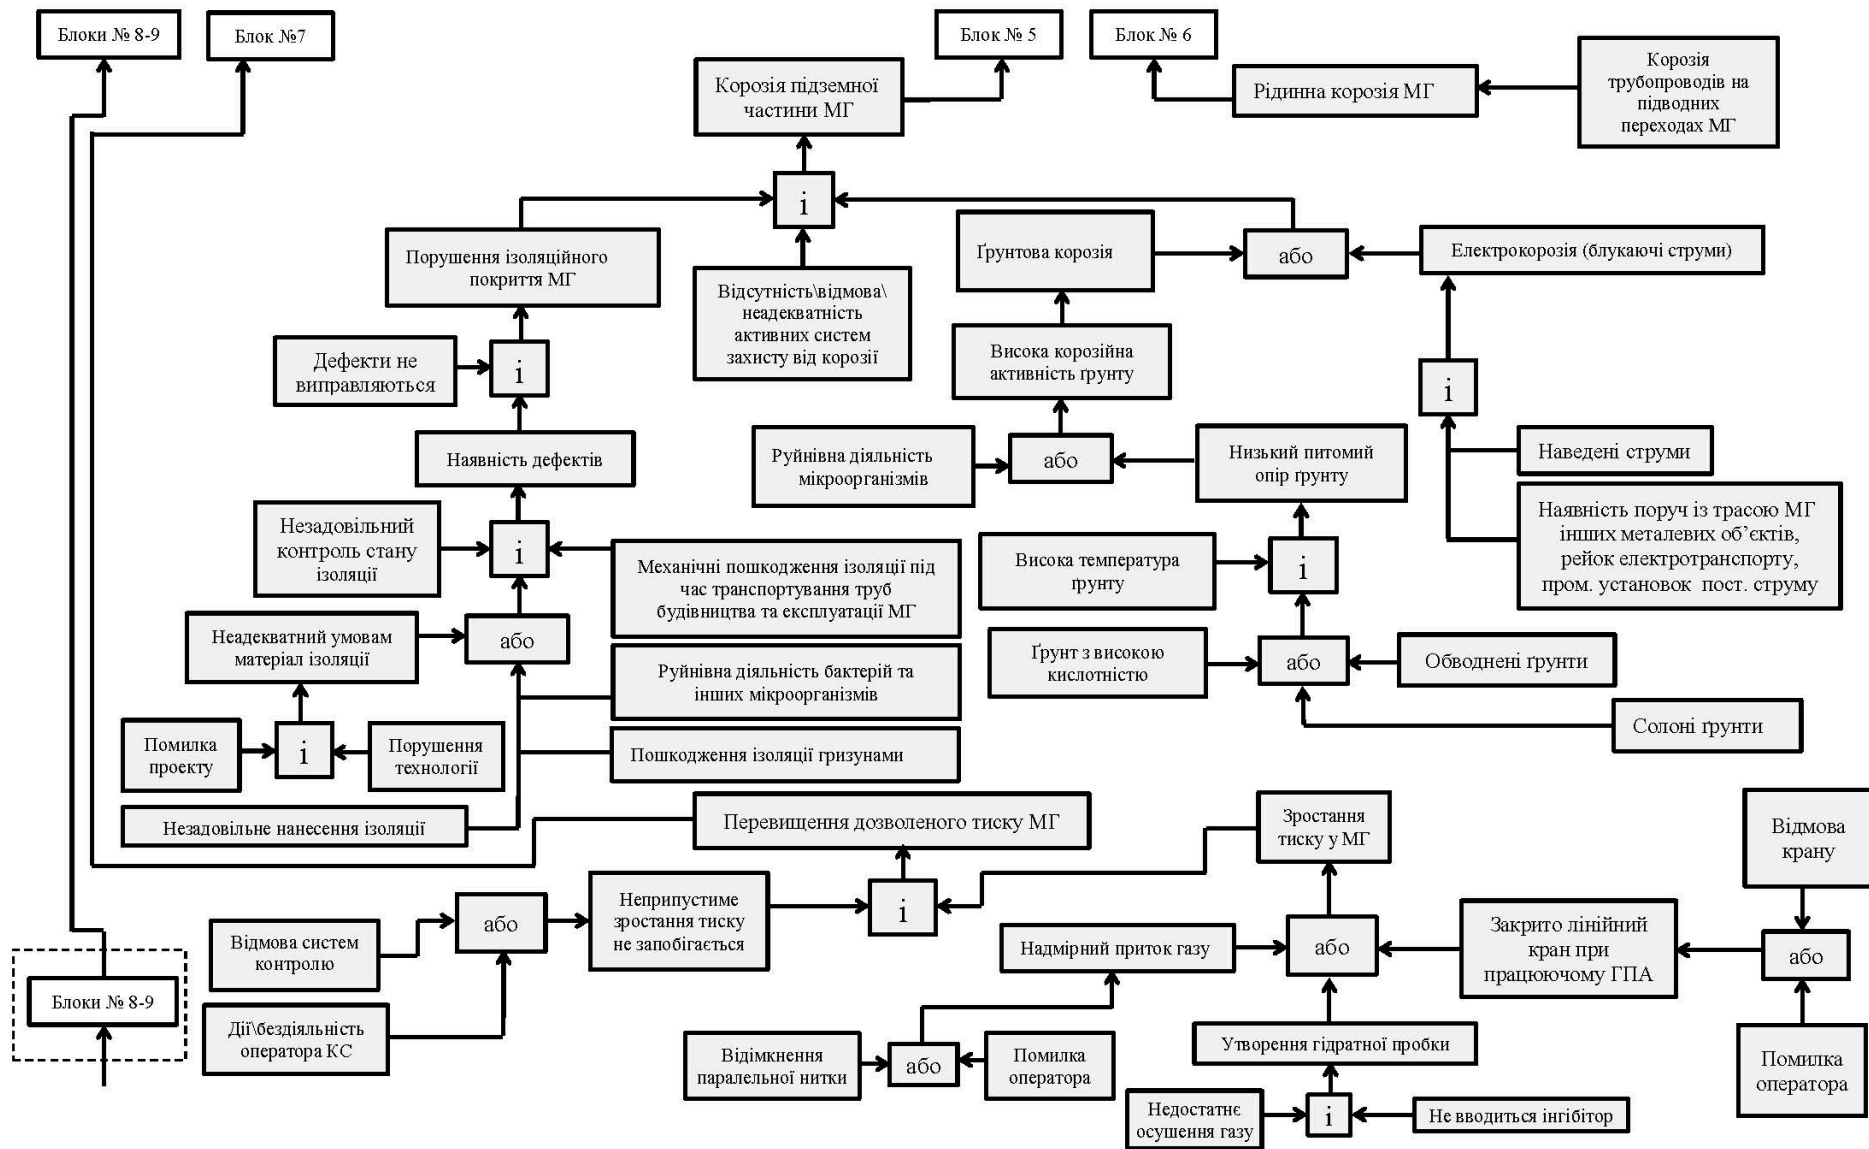 Блоки № 8-9
Блок №7
Блок № 5
Блок № 6
Корозія підземної
частини МГ
Рідинна корозія МГ
Корозія
трубопроводів на
підводних
переходах МГ
і
Порушення ізоляційного
покриття МГ
Ґрунтова корозія
або
Електрокорозія (блукаючі струми)
Відсутність\відмова\
неадекватність
активних систем
захисту від корозії
Дефекти не
виправляються
і
Висока корозійна
активність ґрунту
і
Наявність дефектів
Руйнівна діяльність
мікроорганізмів
або
Низький питомий
опір ґрунту
Наведені струми
Незадовільний
контроль стану
ізоляції
і
Механічні пошкодження ізоляції під
час транспортування труб
будівництва та експлуатації МГ
Висока температура
ґрунту
і
Наявність поруч із трасою МГ
інших металевих об’єктів,
рейок електротранспорту,
пром. установок пост. струму
Неадекватний умовам
матеріал ізоляції
або
Руйнівна діяльність бактерій та
інших мікроорганізмів
Ґрунт з високою
кислотністю
або
Обводнені ґрунти
Солоні ґрунти
Помилка
проекту
і
Порушення
технології
Пошкодження ізоляції гризунами
Незадовільне нанесення ізоляції
Перевищення дозволеного тиску МГ
Зростання
тиску у МГ
Відмова
крану
Відмова систем
контролю
або
Неприпустиме
зростання тиску
не запобігається
і
Надмірний приток газу
або
Закрито лінійний
кран при
працюючому ГПА
або
Блоки № 8-9
Дії\бездіяльність
оператора КС
Відімкнення
паралельної нитки
або
Помилка
оператора
Утворення гідратної пробки
Помилка
оператора
Недостатнє
осушення газу
і
Не вводиться інгібітор